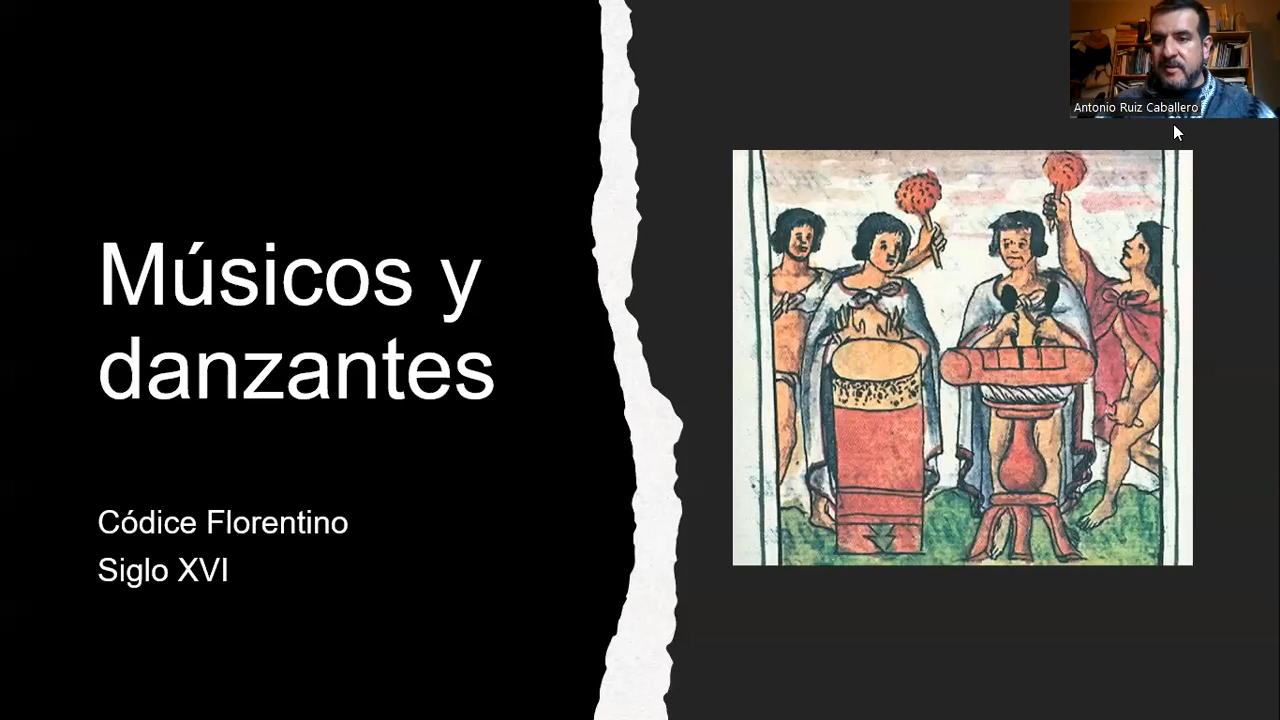 Antonio Ruiz Caballero
Músicos y
danzantes
Códice Florentino
Siglo XVI